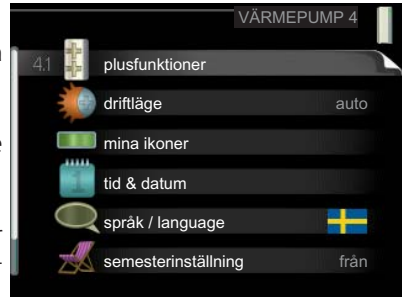 VÄRMEPUMP 4
4.1 plusfunktioner
driftläge auto
mina ikoner
tid & datum
språk / language
semesterinställning från